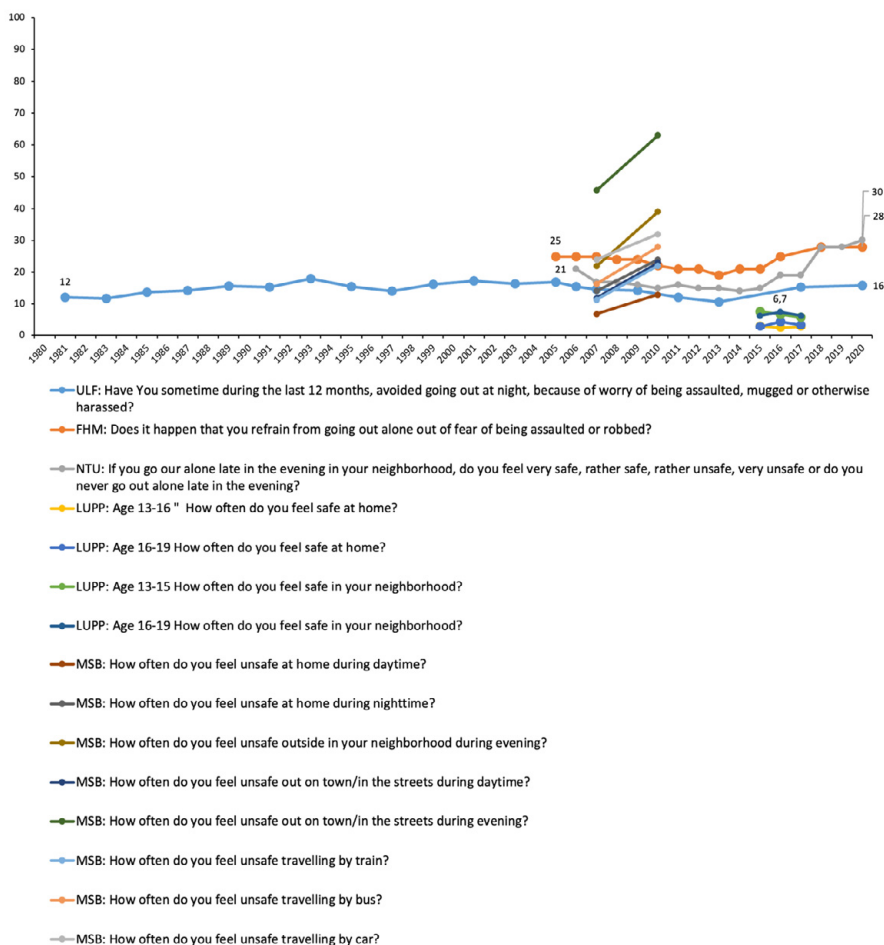 100
90
80
70
60
50
40
30
20
10
0
30
28
25
21
12
16
6,7
1980 1981 1982 1983 1984 1985 1986 1987 1988 1989 1990 1991 1992 1993 1994 1995 1996 1997 1998 1999 2000 2001 2002 2003 2004 2005 2006 2007 2008 2009 2010 2011 2012 2013 2014 2015 2016 2017 2018 2019 2020
ULF: Have You sometime during the last 12 months, avoided going out at night, because of worry of being assaulted, mugged or otherwise
harassed?
FHM: Does it happen that you refrain from going out alone out of fear of being assaulted or robbed?
NTU: If you go our alone late in the evening in your neighborhood, do you feel very safe, rather safe, rather unsafe, very unsafe or do you
never go out alone late in the evening?
LUPP: Age 13-16 " How often do you feel safe at home?
LUPP: Age 16-19 How often do you feel safe at home?
LUPP: Age 13-15 How often do you feel safe in your neighborhood?
LUPP: Age 16-19 How often do you feel safe in your neighborhood?
MSB: How often do you feel unsafe at home during daytime?
MSB: How often do you feel unsafe at home during nighttime?
MSB: How often do you feel unsafe outside in your neighborhood during evening?
MSB: How often do you feel unsafe out on town/in the streets during daytime?
MSB: How often do you feel unsafe out on town/in the streets during evening?
MSB: How often do you feel unsafe travelling by train?
MSB: How often do you feel unsafe travelling by bus?
MSB: How often do you feel unsafe travelling by car?